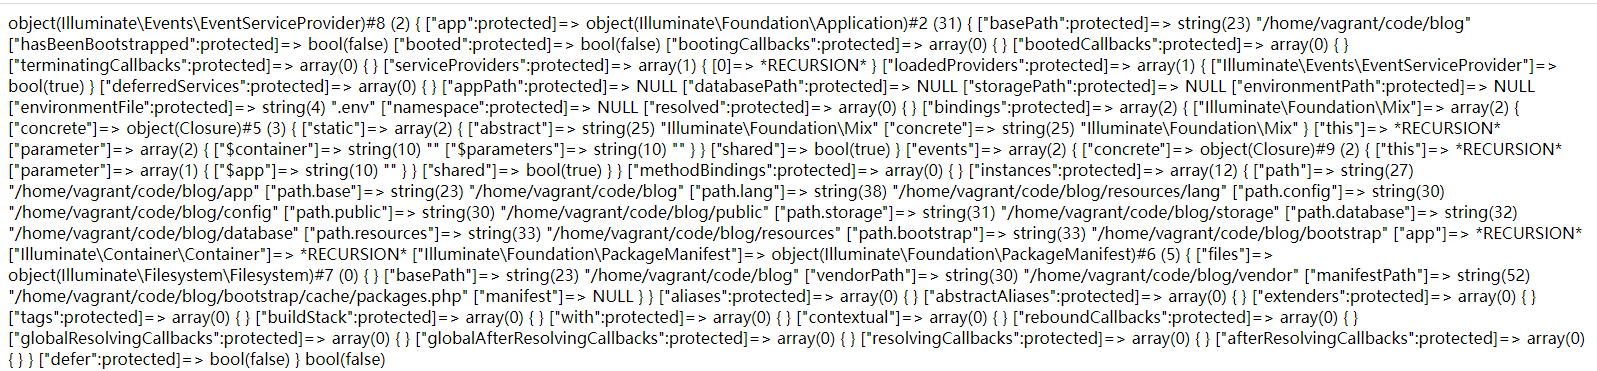 object(Illuminate\Events\EventServiceProvider)#8 (2) { ["app":protected]=> object(Illuminate\Foundation\Application)#2 (31) { ["basePath":protected]=> string(23) "/home/vagrant/code/blog"
["hasBeenBootstrapped":protected]=> bool(false) ["booted":protected]=> bool(false) ["bootingCallbacks":protected]=> array(0) { } ["bootedCallbacks":protected]=> array(0) { }
["terminatingCallbacks":protected]=> array(0) { } ["serviceProviders":protected]=> array(1) { [0]=> *RECURSION* } ["loadedProviders":protected]=> array(1) { ["Illuminate\Events\EventServiceProvider"]=>
bool(true) } ["deferredServices":protected]=> array(0) { } ["appPath":protected]=> NULL ["databasePath":protected]=> NULL ["storagePath":protected]=> NULL ["environmentPath":protected]=> NULL
["environmentFile":protected]=> string(4) ".env" ["namespace":protected]=> NULL ["resolved":protected]=> array(0) { } ["bindings":protected]=> array(2) { ["Illuminate\Foundation\Mix"]=> array(2) {
["concrete"]=> object(Closure)#5 (3) { ["static"]=> array(2) { ["abstract"]=> string(25) "Illuminate\Foundation\Mix" ["concrete"]=> string(25) "Illuminate\Foundation\Mix" } ["this"]=> *RECURSION*
["parameter"]=> array(2) { ["$container"]=> string(10) "" ["$parameters"]=> string(10) "" } } ["shared"]=> bool(true) } ["events"]=> array(2) { ["concrete"]=> object(Closure)#9 (2) { ["this"]=> *RECURSION*
["parameter"]=> array(1) { ["$app"]=> string(10) "" } } ["shared"]=> bool(true) } } ["methodBindings":protected]=> array(0) { } ["instances":protected]=> array(12) { ["path"]=> string(27)
"/home/vagrant/code/blog/app" ["path.base"]=> string(23) "/home/vagrant/code/blog" ["path.lang"]=> string(38) "/home/vagrant/code/blog/resources/lang" ["path.config"]=> string(30)
"/home/vagrant/code/blog/config" ["path.public"]=> string(30) "/home/vagrant/code/blog/public" ["path.storage"]=> string(31) "/home/vagrant/code/blog/storage" ["path.database"]=> string(32)
"/home/vagrant/code/blog/database" ["path.resources"]=> string(33) "/home/vagrant/code/blog/resources" ["path.bootstrap"]=> string(33) "/home/vagrant/code/blog/bootstrap" ["app"]=> *RECURSION*
["Illuminate\Container\Container"]=> *RECURSION* ["Illuminate\Foundation\PackageManifest"]=> object(Illuminate\Foundation\PackageManifest)#6 (5) { ["files"]=>
object(Illuminate\Filesystem\Filesystem)#7 (0) { } ["basePath"]=> string(23) "/home/vagrant/code/blog" ["vendorPath"]=> string(30) "/home/vagrant/code/blog/vendor" ["manifestPath"]=> string(52)
"/home/vagrant/code/blog/bootstrap/cache/packages.php" ["manifest"]=> NULL } } ["aliases":protected]=> array(0) { } ["abstractAliases":protected]=> array(0) { } ["extenders":protected]=> array(0) { }
["tags":protected]=> array(0) { } ["buildStack":protected]=> array(0) { } ["with":protected]=> array(0) { } ["contextual"]=> array(0) { } ["reboundCallbacks":protected]=> array(0) { }
["globalResolvingCallbacks":protected]=> array(0) { } ["globalAfterResolvingCallbacks":protected]=> array(0) { } ["resolvingCallbacks":protected]=> array(0) { } ["afterResolvingCallbacks":protected]=> array(0)
{ } } ["defer":protected]=> bool(false) } bool(false)